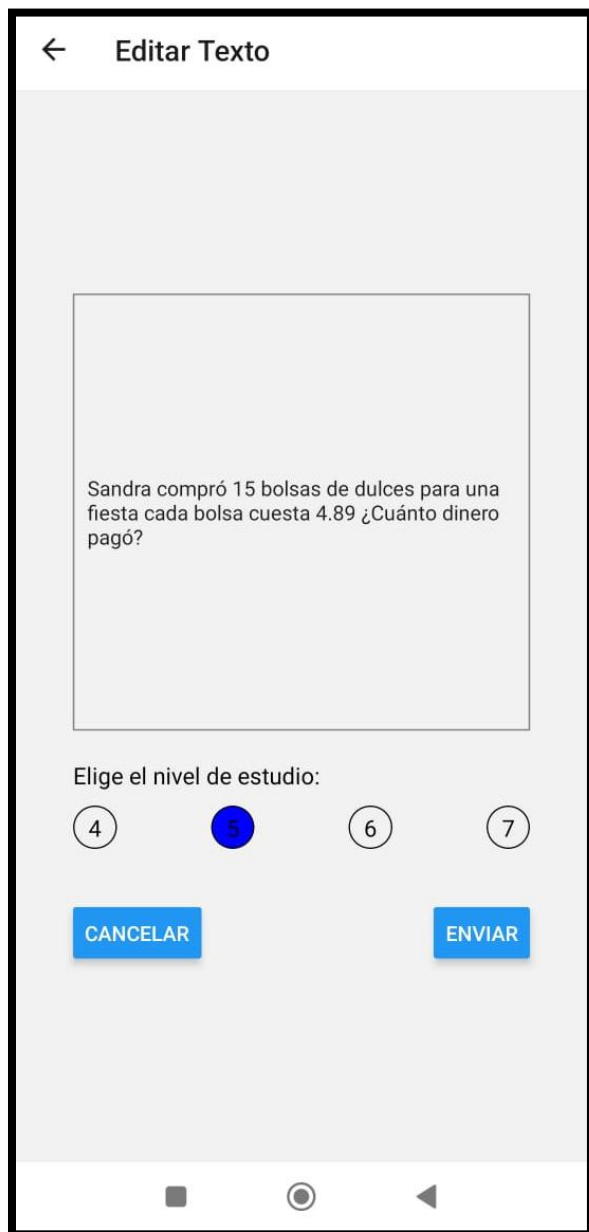 Editar Texto
Sandra compró 15 bolsas de dulces para una
fiesta cada bolsa cuesta 4.89 ¿Cuánto dinero
pagó?
Elige el nivel de estudio:
4 5 6 7
CANCELAR ENVIAR